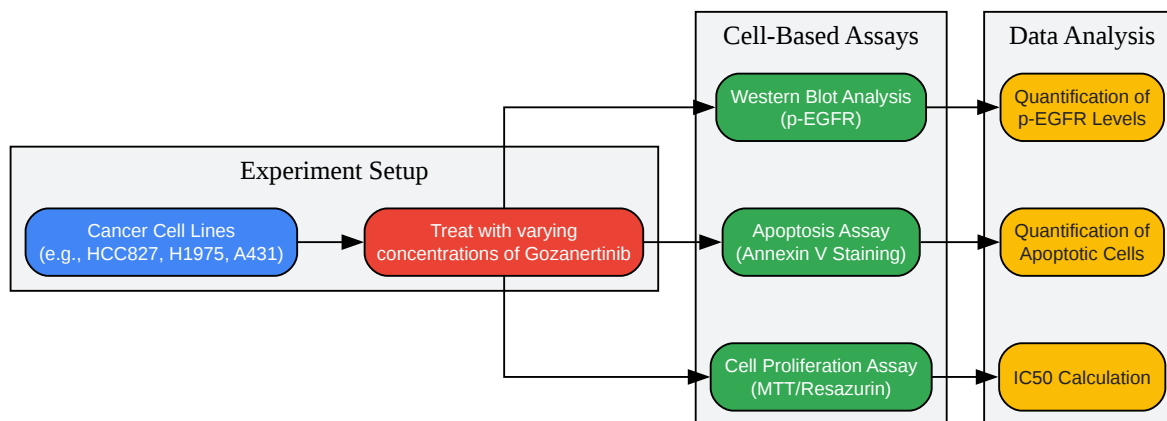 Experiment Setup
Cancer Cell Lines
(e.g., HCC827, H1975, A431)
Treat with varying
concentrations of Gozanertinib
Cell-Based Assays
Western Blot Analysis
(p-EGFR)
Apoptosis Assay
(Annexin V Staining)
Cell Proliferation Assay
(MTT/Resazurin)
Data Analysis
Quantification of
p-EGFR Levels
Quantification of
Apoptotic Cells
IC50 Calculation